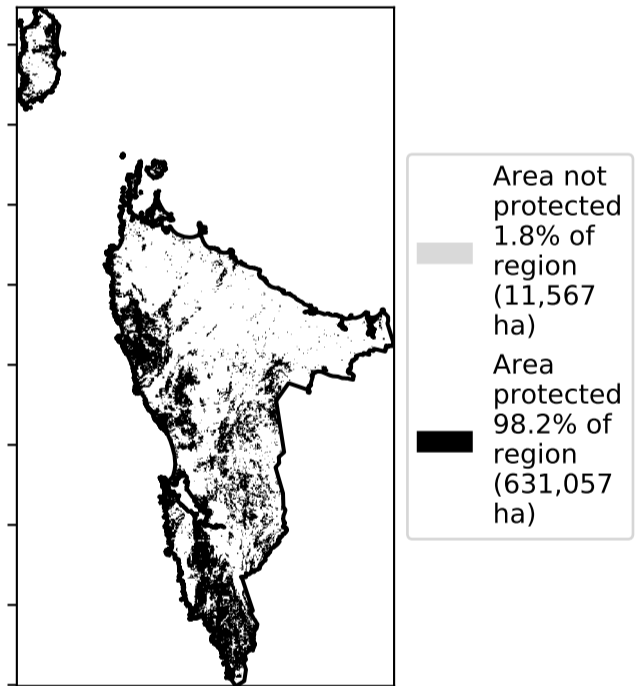 Area not
protected
1.8% of
region
(11,567
ha)
Area
protected
98.2% of
region
(631,057
ha)